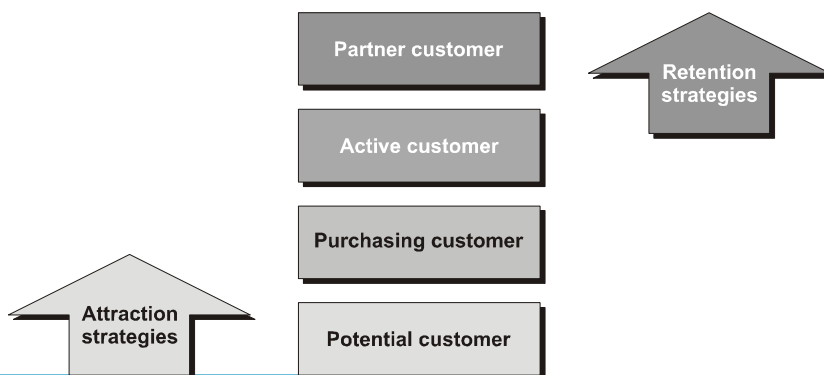 Partner customer
Retention
strategies
Active customer
Purchasing customer
Attraction
strategies
Potential customer